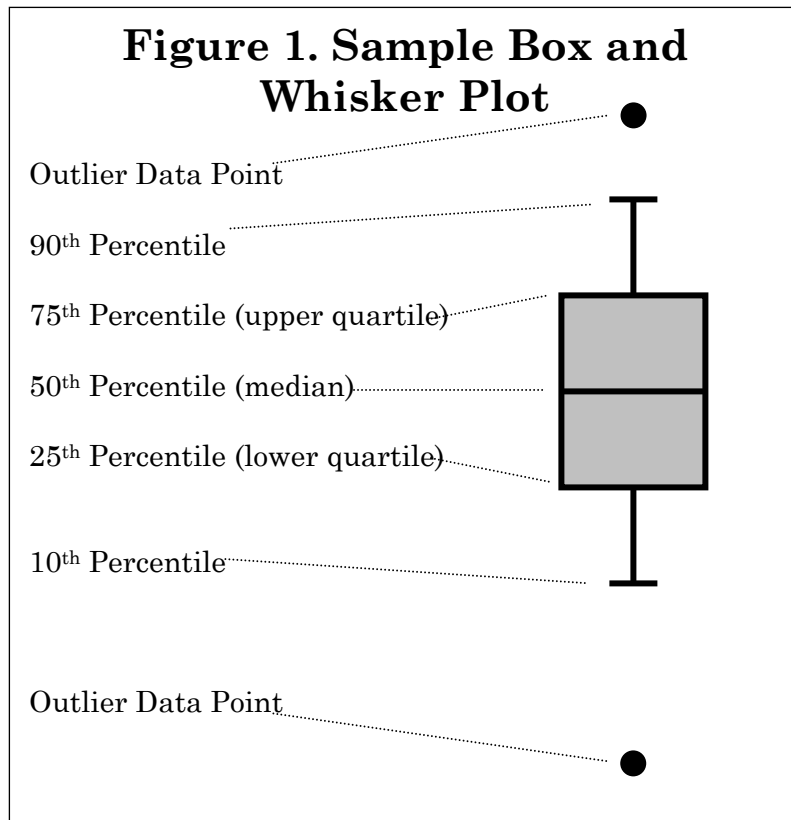 Figure 1. Sample Box and
Whisker Plot
Outlier Data Point
90th Percentile
75th Percentile (upper quartile)
50th Percentile (median)
25th Percentile (lower quartile)
10th Percentile
Outlier Data Point